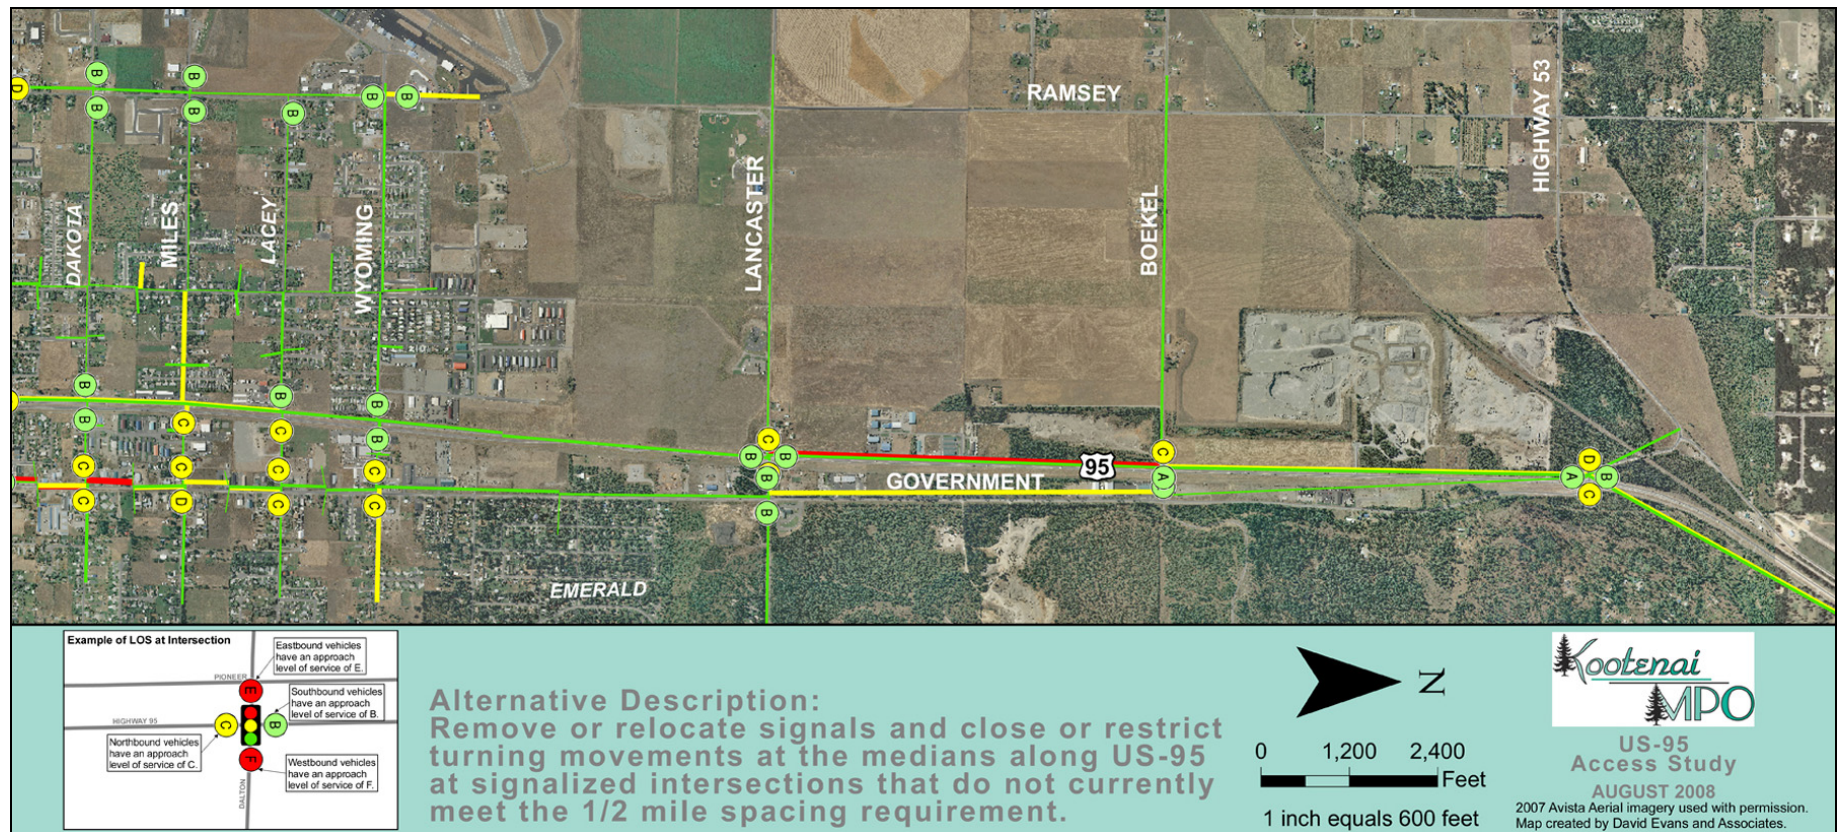 RAMSEY
HIGHWAY 53
DAKOTA
MILES
LACEY
WYOMING
LANCASTER
BOEKEL
95
GOVERNMENT
EMERALD
D
B
B
B
B
B
B
B
B
B
C
C
C
D
B
C
C
C
B
B
C
C
C
B
B
B
B
C
A
D
A
B
C
Example of LOS at Intersection
Eastbound vehicles
have an approach
level of service of E.
PIONEER
E
Southbound vehicles
have an approach
level of service of B.
HIGHWAY 95
C
B
Northbound vehicles
have an approach
level of service of C.
F
Westbound vehicles
have an approach
level of service of F.
DALTON
Alternative Description:
Remove or relocate signals and close or restrict
turning movements at the medians along US-95
at signalized intersections that do not currently
meet the 1/2 mile spacing requirement.
N
0 1,200 2,400
Feet
1 inch equals 600 feet
Kootenai
MPO
US-95
Access Study
AUGUST 2008
2007 Avista Aerial imagery used with permission.
Map created by David Evans and Associates.